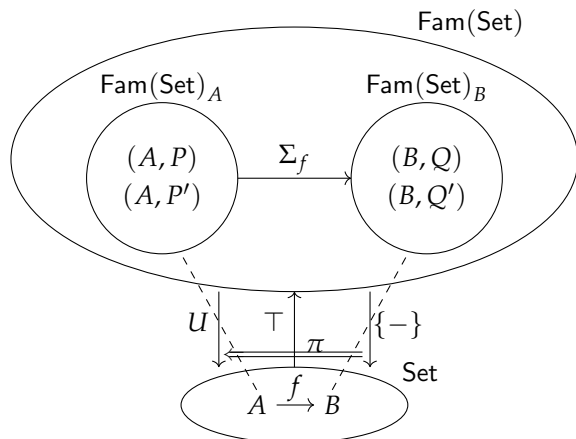 Fam(Set)
Fam(Set)_A Fam(Set)_B
(A, P) Σ_f (B, Q)
(A, P′) (B, Q′)
U ⊤ {−}
π
Set
f
A B